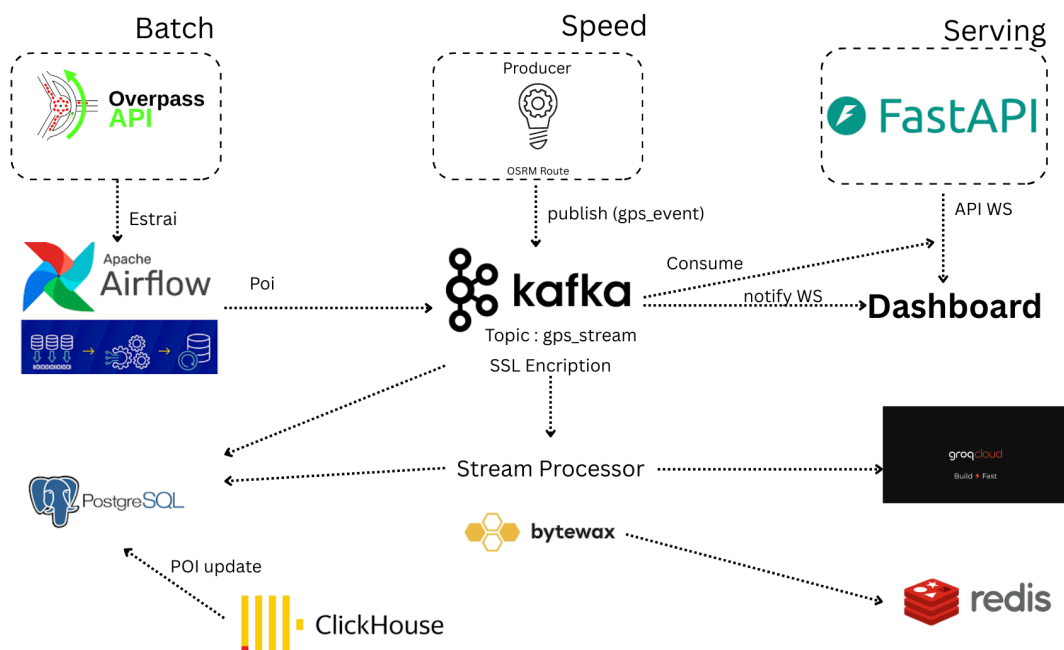 Batch
Speed
Serving
Overpass
API
Producer
OSRM Route
FastAPI
Estrai
publish (gps_event)
API WS
Apache
Airflow
Poi
kafka
Consume
notify WS
Dashboard
Topic : gps_stream
SSL Encription
groqcloud
Build Fast
Stream Processor
PostgreSQL
bytewax
POI update
redis
ClickHouse